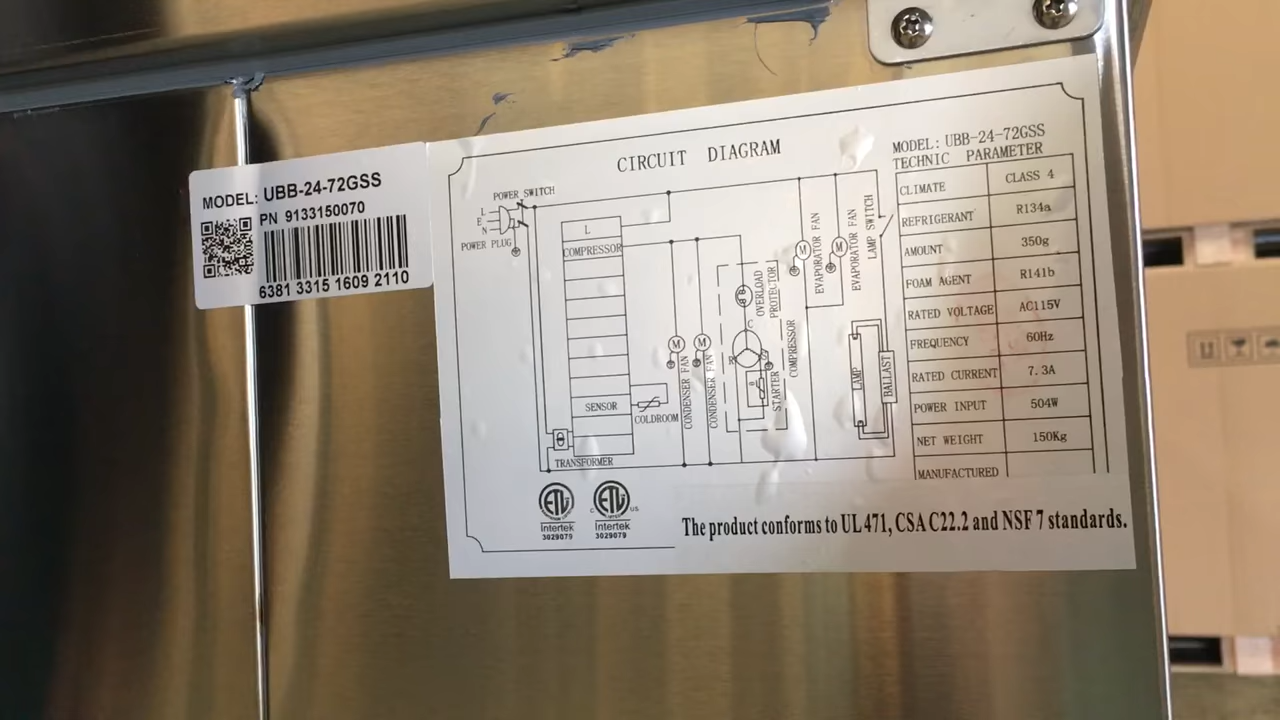 MODEL: UBB-24-72GSS
PN 9133150070
6381 3315 1609 2110
CIRCUIT DIAGRAM
POWER SWITCH
L
E
N
POWER PLUG
L
COMPRESSOR
SENSOR
COLDROOM
TRANSFORMER
M
CONDENSER FAN
M
CONDENSER FAN
OVERLOAD
PROTECTOR
C
R
STARTER
COMPRESSOR
M
EVAPORATOR FAN
M
EVAPORATOR FAN
LAMP SWITCH
LAMP
BALLAST
MODEL: UBB-24-72GSS
TECHNIC PARAMETER
CLIMATE CLASS 4
REFRIGERANT R134a
AMOUNT 350g
FOAM AGENT R141b
RATED VOLTAGE AC115V
FREQUENCY 60Hz
RATED CURRENT 7.3A
POWER INPUT 504W
NET WEIGHT 150Kg
MANUFACTURED
ETL
Intertek
3029079
C ETL US
Intertek
3029079
The product conforms to UL471, CSA C22.2 and NSF 7 standards.